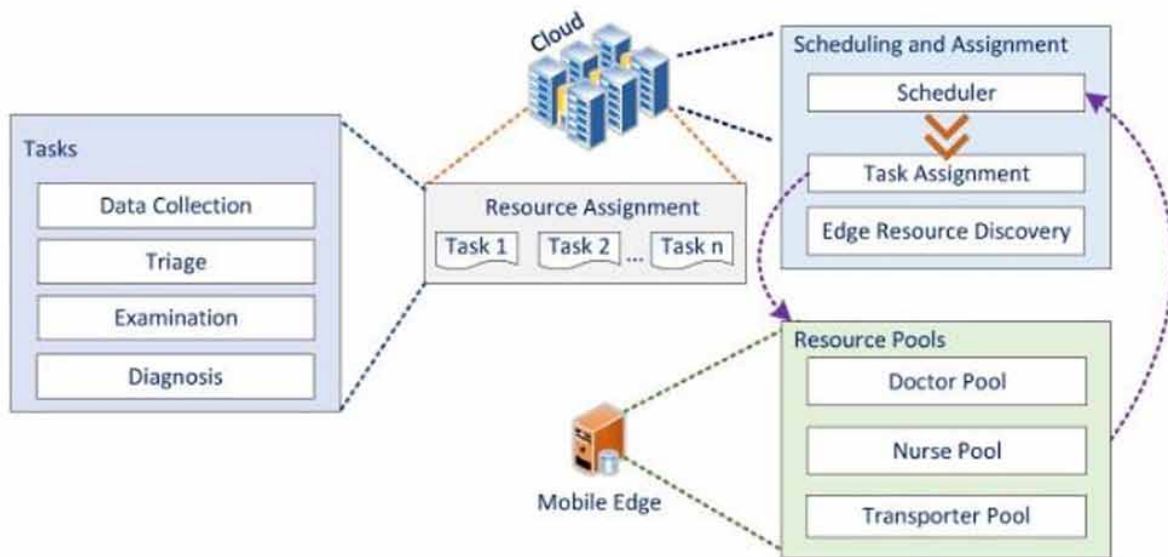 Cloud
Scheduling and Assignment
Scheduler
Task Assignment
Edge Resource Discovery
Tasks
Data Collection
Triage
Examination
Diagnosis
Resource Assignment
Task 1 Task 2 ... Task n
Resource Pools
Doctor Pool
Nurse Pool
Transporter Pool
Mobile Edge